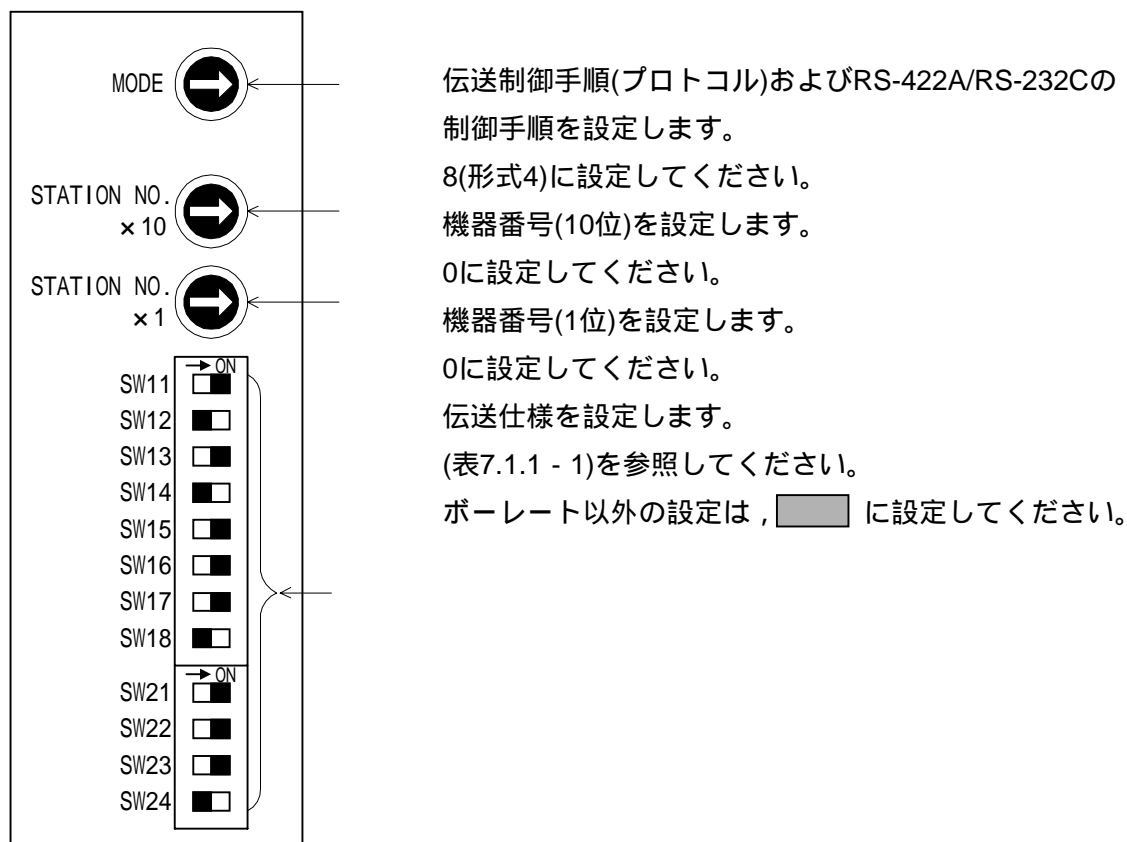 MODE
伝送制御手順(プロトコル)およびRS-422A/RS-232Cの
制御手順を設定します。
8(形式4)に設定してください。
STATION NO.
×10
機器番号(10位)を設定します。
0に設定してください。
STATION NO.
×1
機器番号(1位)を設定します。
0に設定してください。
伝送仕様を設定します。
(表7.1.1 - 1)を参照してください。
ボーレート以外の設定は , に設定してください。
→ ON
SW11
SW12
SW13
SW14
SW15
SW16
SW17
SW18
→ ON
SW21
SW22
SW23
SW24